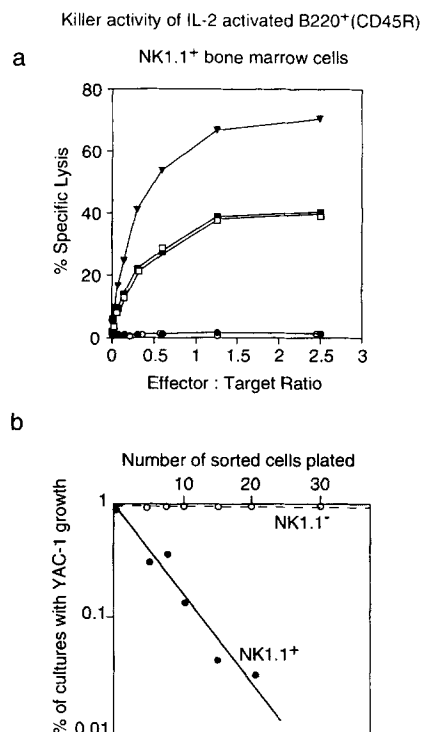 Killer activity of IL-2 activated B220+(CD45R)
a
NK1.1+ bone marrow cells
80
60
40
20
0
% Specific Lysis
0 0.5 1 1.5 2 2.5 3
Effector : Target Ratio
b
Number of sorted cells plated
10 20 30
1
0.1
0.01
% of cultures with YAC-1 growth
NK1.1-
NK1.1+